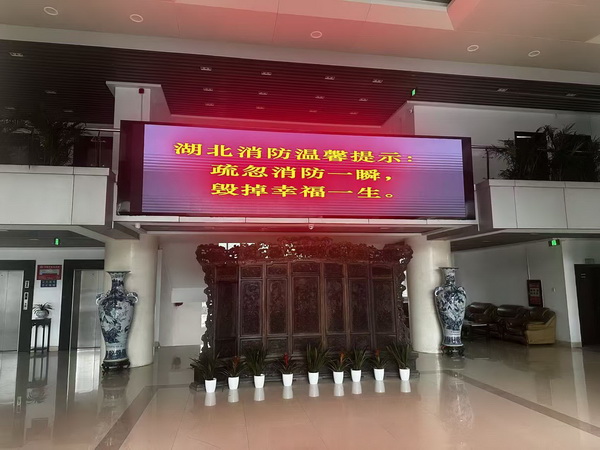 湖北消防温馨提示：
疏忽消防一瞬，
毁掉幸福一生。